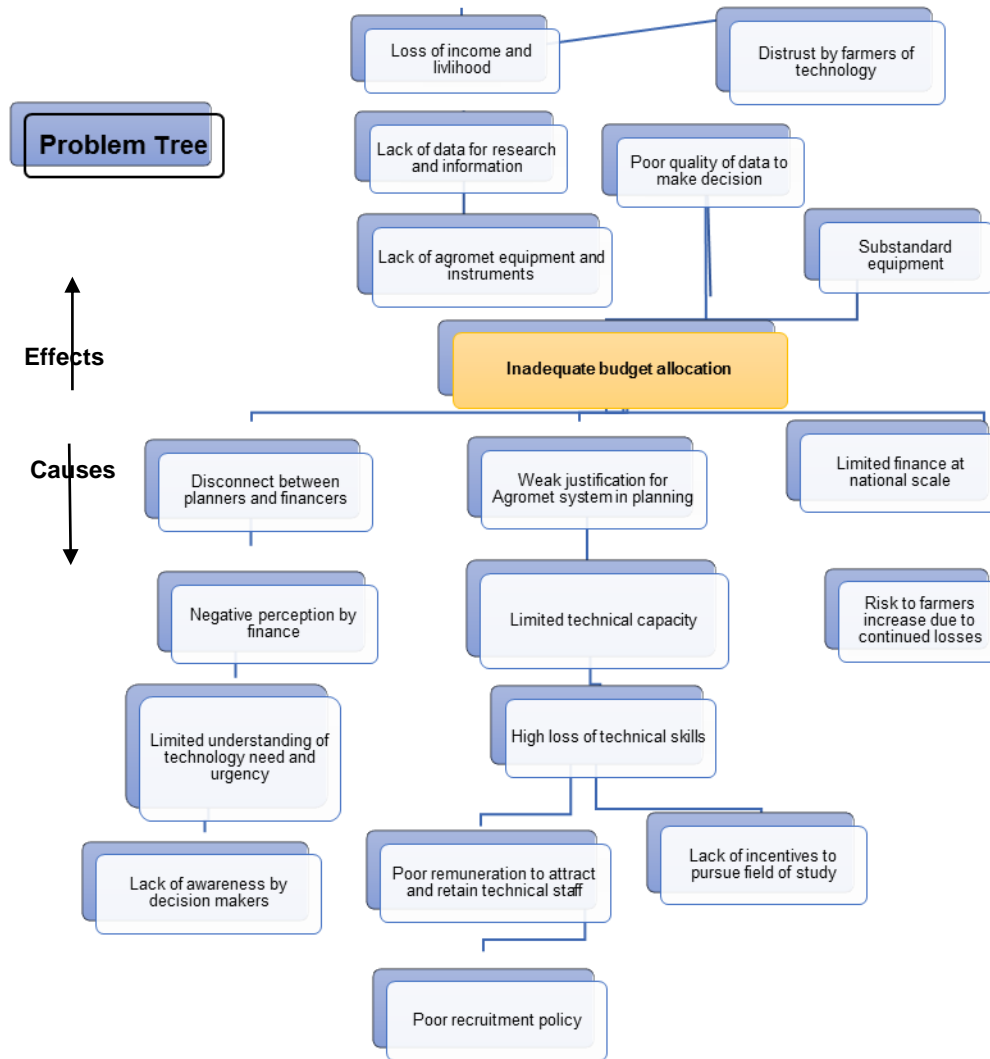 Loss of income and
livlihood
Distrust by farmers of
technology
Problem Tree
Lack of data for research
and information
Poor quality of data to
make decision
Lack of agromet equipment and
instruments
Substandard
equipment
Effects
Inadequate budget allocation
Causes
Disconnect between
planners and financers
Weak justification for
Agromet system in planning
Limited finance at
national scale
Negative perception by
finance
Limited technical capacity
Risk to farmers
increase due to
continued losses
Limited understanding of
technology need and
urgency
High loss of technical skills
Lack of awareness by
decision makers
Poor remuneration to attract
and retain technical staff
Lack of incentives to
pursue field of study
Poor recruitment policy